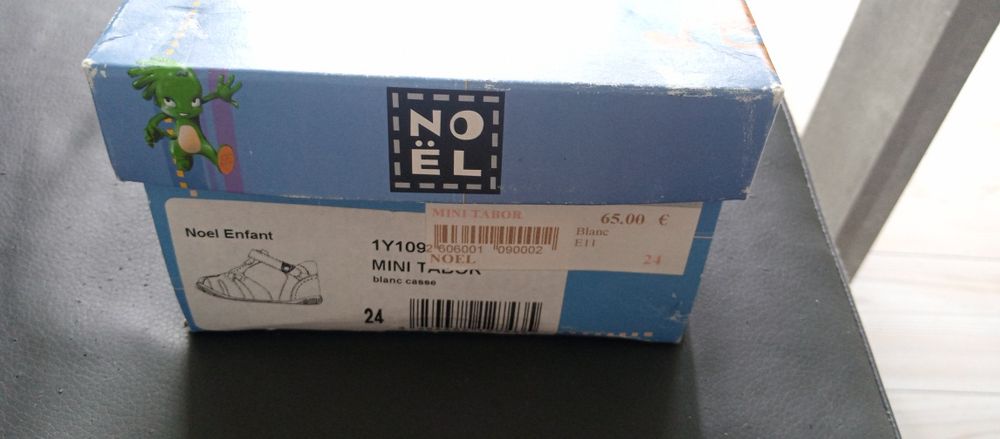 NO
ËL
Noel Enfant
MINI TABOR
65.00 €
Blanc
E11
2 606001 090002
NOEL
24
1Y109
MINI TABOR
blanc casse
24